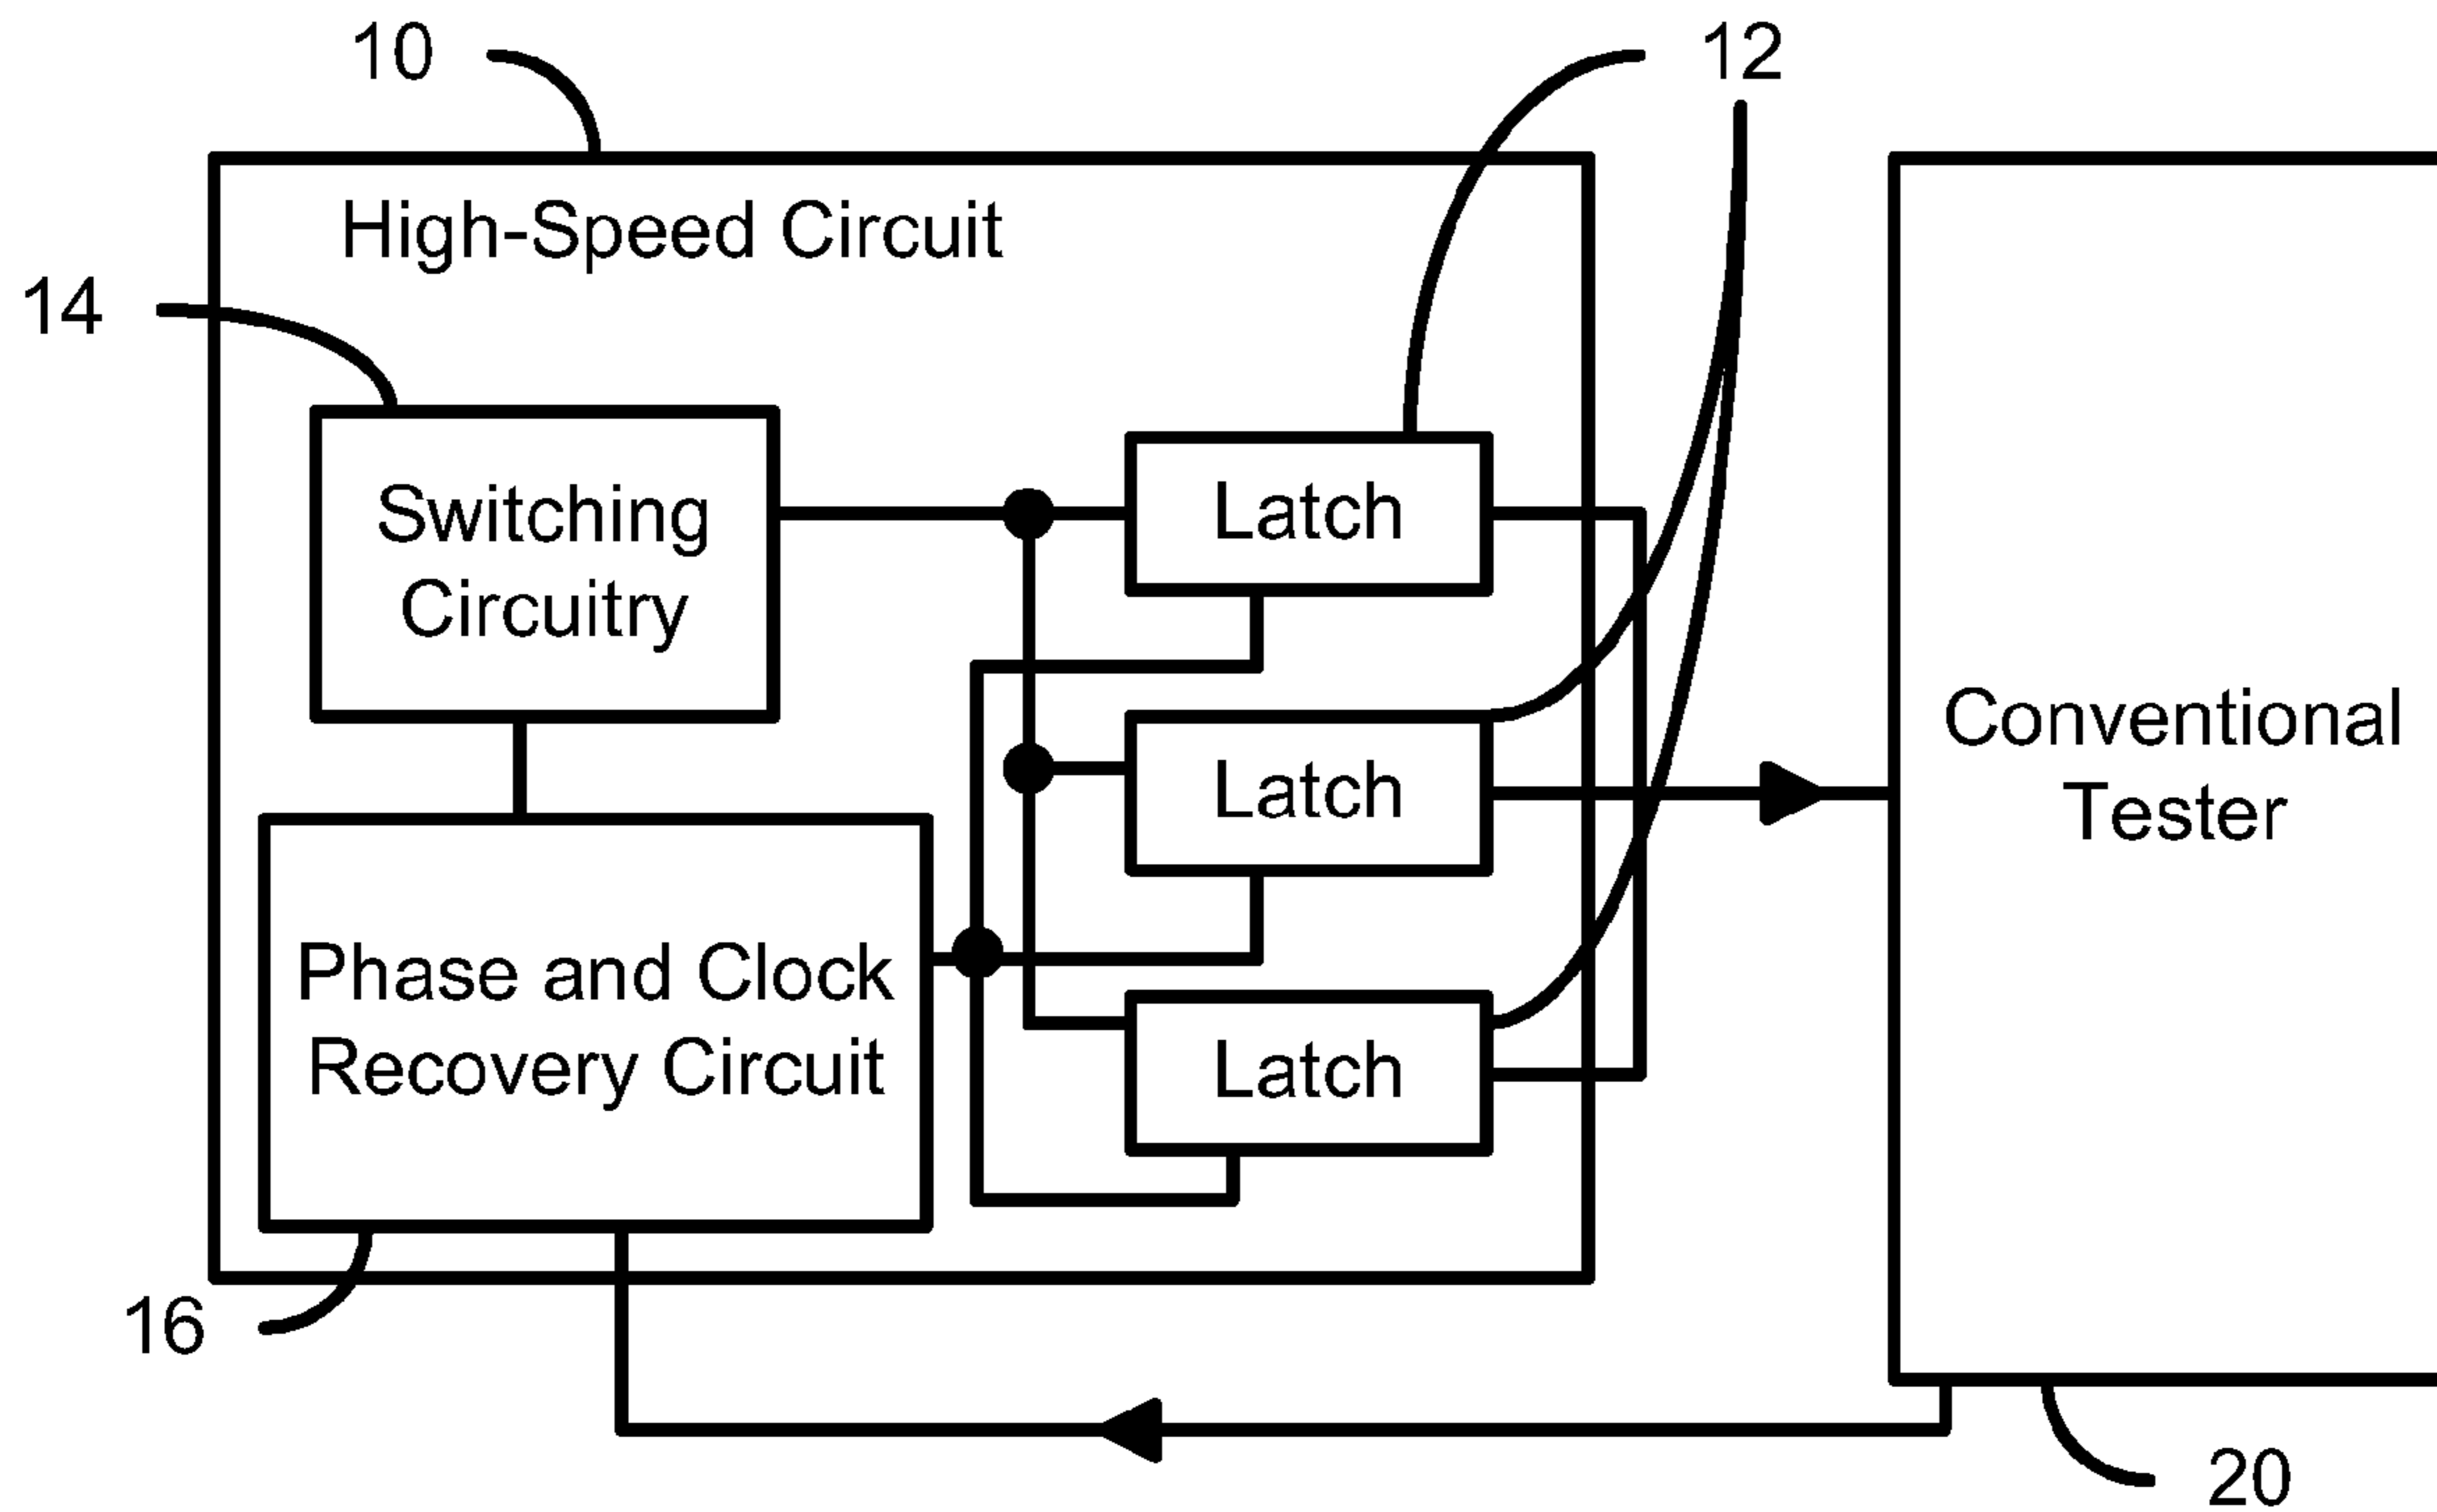 10
12
High-Speed Circuit
14
Switching
Circuitry
Latch
Latch
Conventional
Tester
Phase and Clock
Recovery Circuit
Latch
16
20